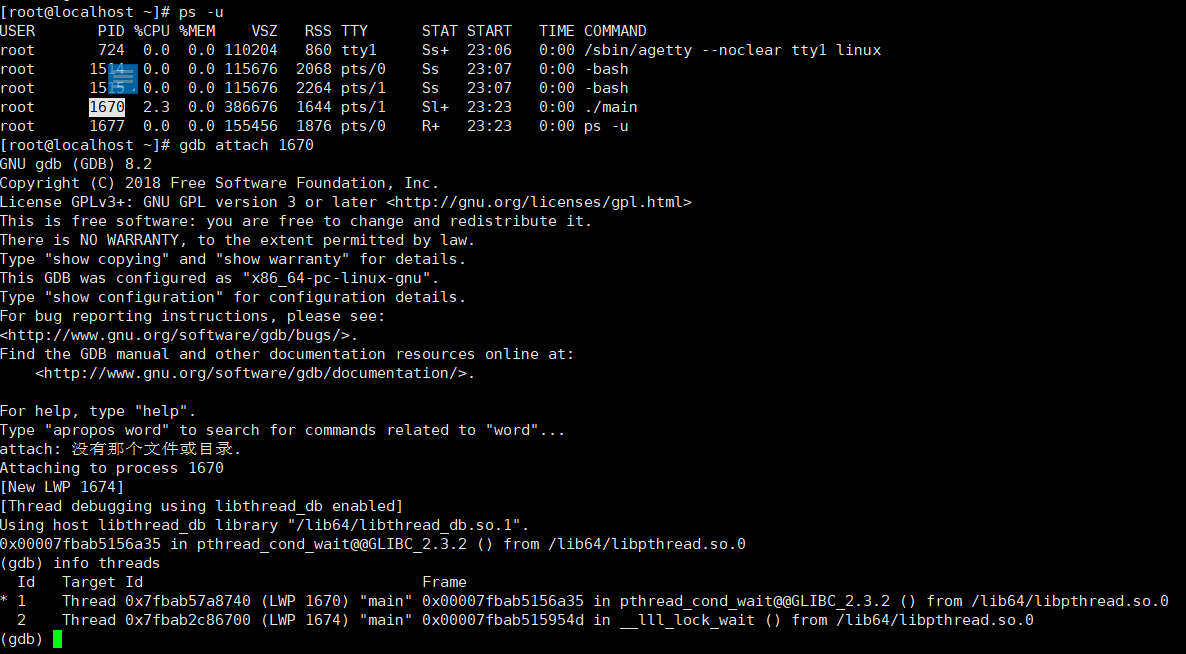 [root@localhost ~]# ps -u
USER       PID %CPU %MEM    VSZ   RSS TTY      STAT START   TIME COMMAND
root       724  0.0  0.0 110204   860 tty1     Ss+  23:06   0:00 /sbin/agetty --noclear tty1 linux
root      1514  0.0  0.0 115676  2068 pts/0    Ss   23:07   0:00 -bash
root      1515  0.0  0.0 115676  2264 pts/1    Ss   23:07   0:00 -bash
root      1670  2.3  0.0 386676  1644 pts/1    Sl+  23:23   0:00 ./main
root      1677  0.0  0.0 155456  1876 pts/0    R+   23:23   0:00 ps -u
[root@localhost ~]# gdb attach 1670
GNU gdb (GDB) 8.2
Copyright (C) 2018 Free Software Foundation, Inc.
License GPLv3+: GNU GPL version 3 or later <http://gnu.org/licenses/gpl.html>
This is free software: you are free to change and redistribute it.
There is NO WARRANTY, to the extent permitted by law.
Type "show copying" and "show warranty" for details.
This GDB was configured as "x86_64-pc-linux-gnu".
Type "show configuration" for configuration details.
For bug reporting instructions, please see:
<http://www.gnu.org/software/gdb/bugs/>.
Find the GDB manual and other documentation resources online at:
    <http://www.gnu.org/software/gdb/documentation/>.
For help, type "help".
Type "apropos word" to search for commands related to "word"...
attach: 没有那个文件或目录.
Attaching to process 1670
[New LWP 1674]
[Thread debugging using libthread_db enabled]
Using host libthread_db library "/lib64/libthread_db.so.1".
0x00007fbab5156a35 in pthread_cond_wait@@GLIBC_2.3.2 () from /lib64/libpthread.so.0
(gdb) info threads
  Id   Target Id                               Frame
* 1    Thread 0x7fbab57a8740 (LWP 1670) "main" 0x00007fbab5156a35 in pthread_cond_wait@@GLIBC_2.3.2 () from /lib64/libpthread.so.0
  2    Thread 0x7fbab2c86700 (LWP 1674) "main" 0x00007fbab515954d in __lll_lock_wait () from /lib64/libpthread.so.0
(gdb)